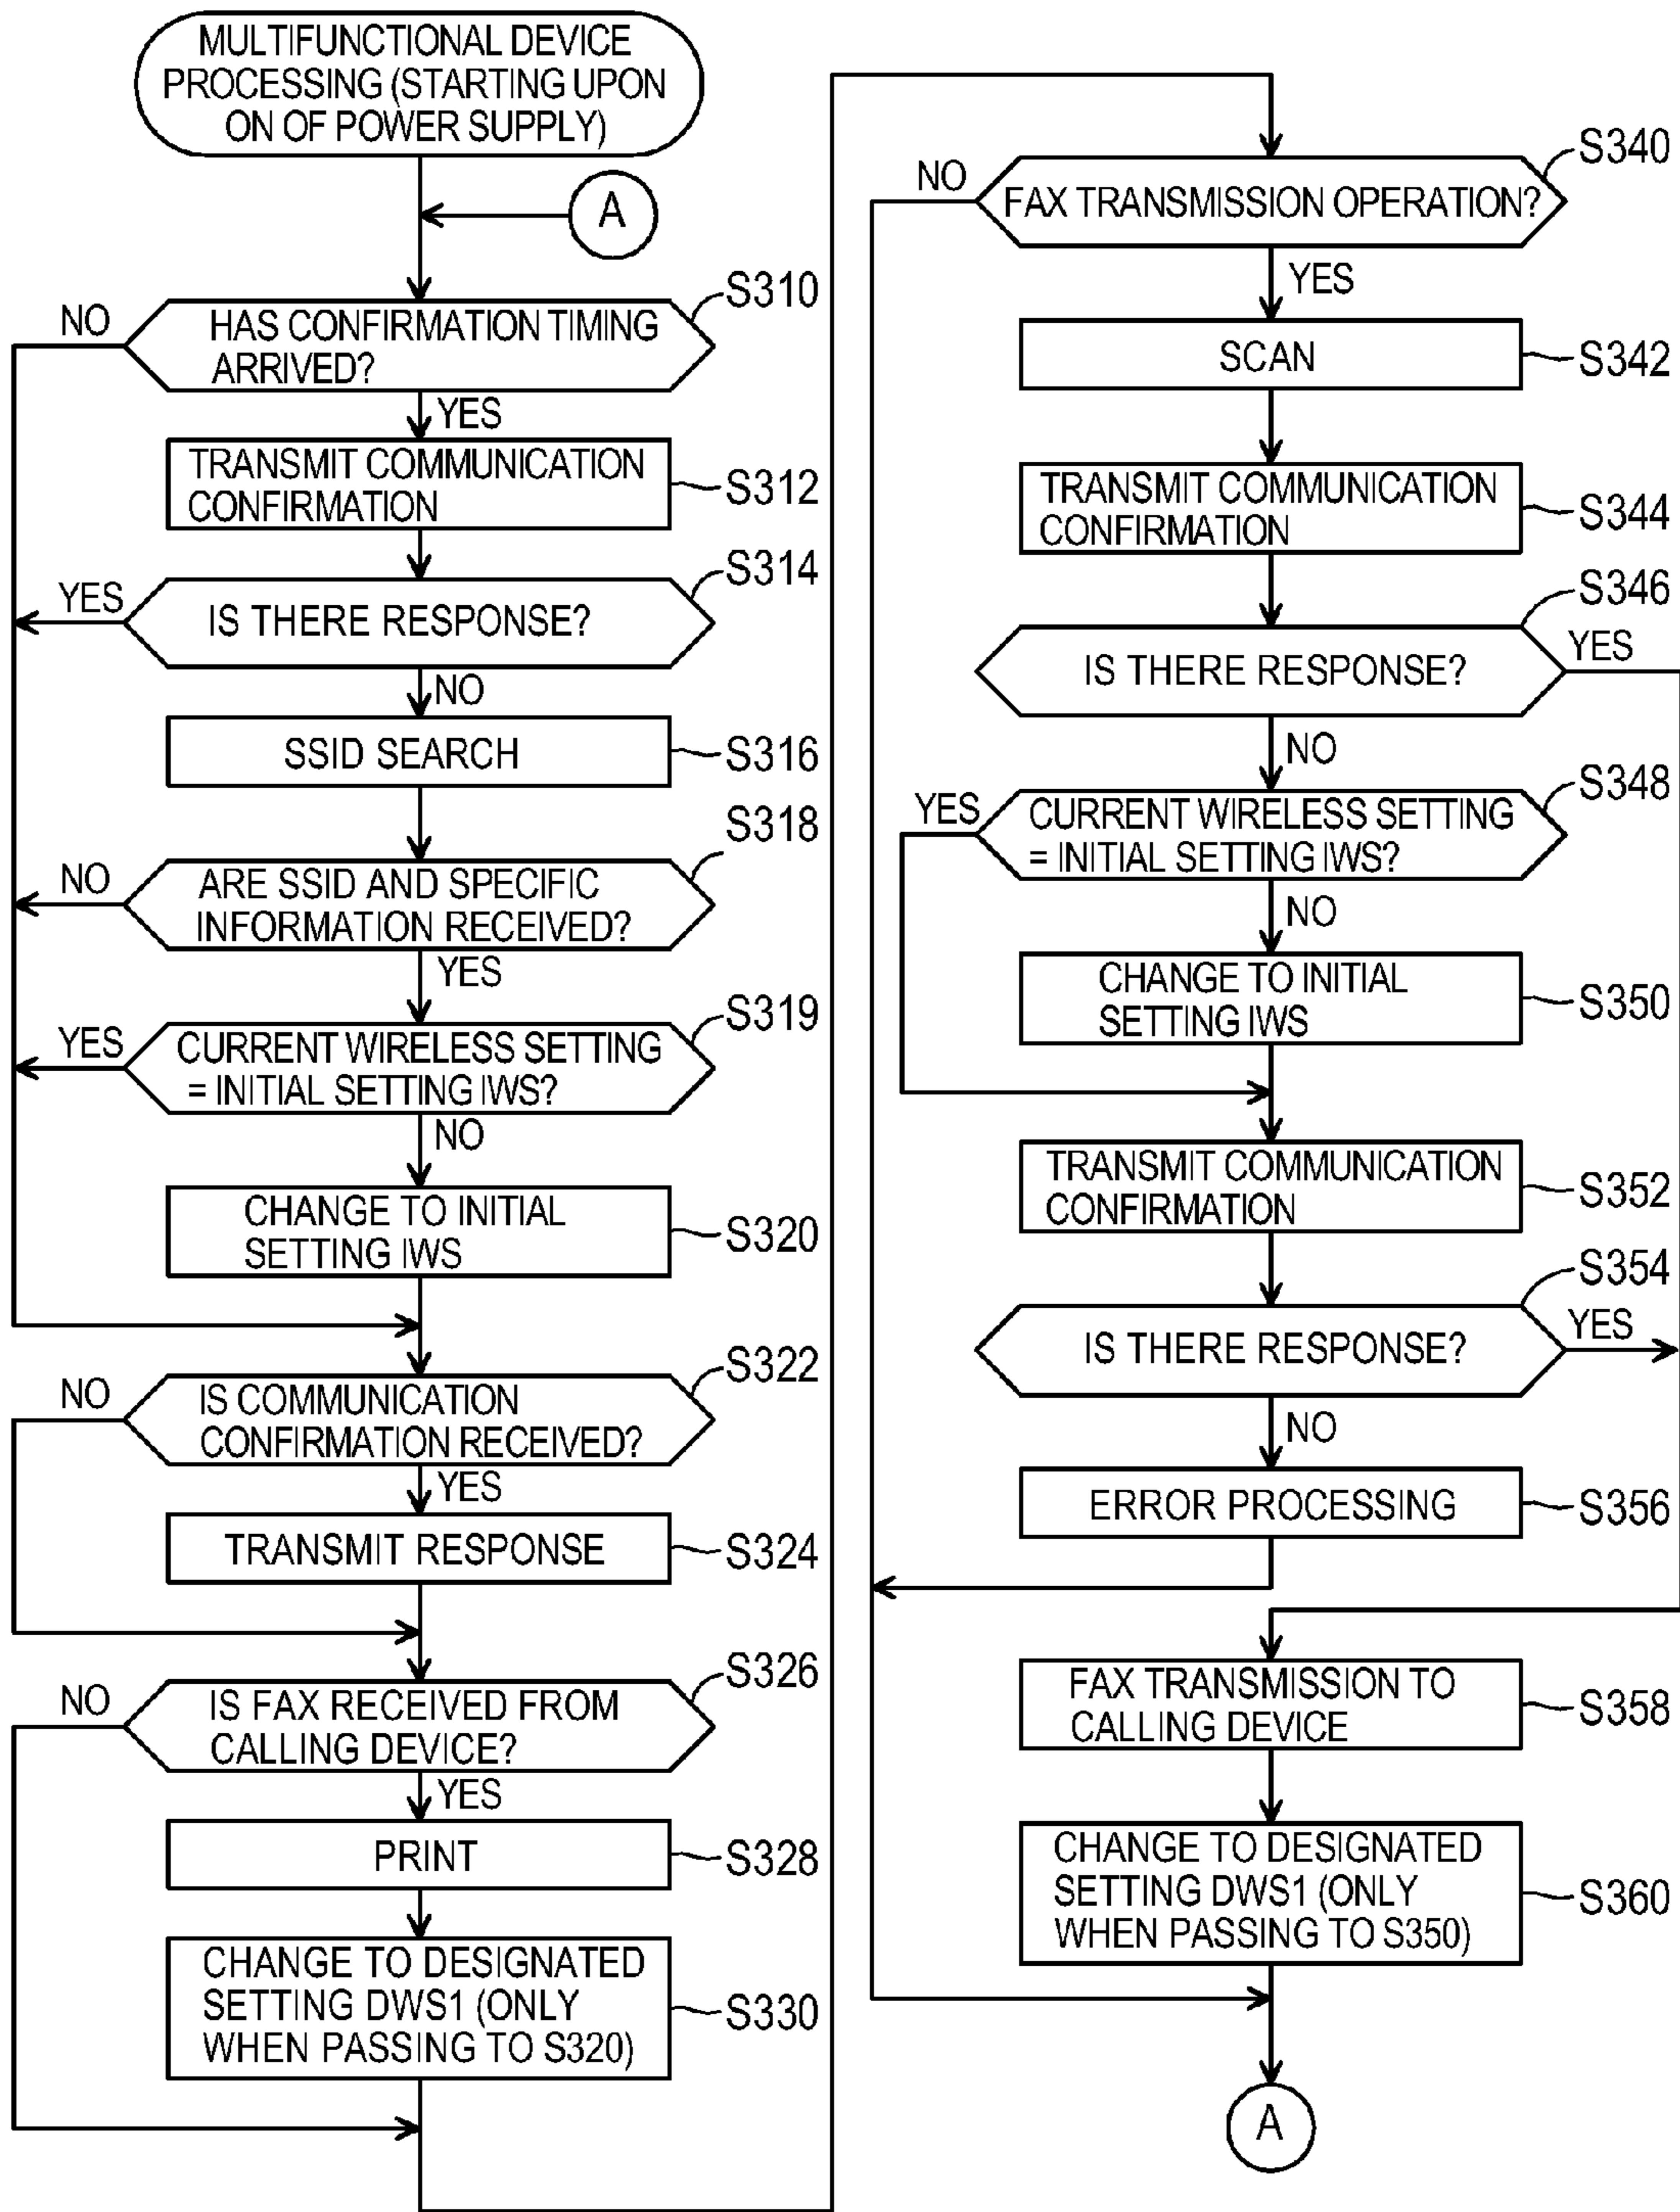 MULTIFUNCTIONAL DEVICE
PROCESSING (STARTING UPON
ON OF POWER SUPPLY)
A
S310
NO
HAS CONFIRMATION TIMING
ARRIVED?
YES
TRANSMIT COMMUNICATION
CONFIRMATION
S312
S314
YES
IS THERE RESPONSE?
NO
SSID SEARCH
S316
S318
NO
ARE SSID AND SPECIFIC
INFORMATION RECEIVED?
YES
S319
YES
CURRENT WIRELESS SETTING
= INITIAL SETTING IWS?
NO
CHANGE TO INITIAL
SETTING IWS
S320
S322
NO
IS COMMUNICATION
CONFIRMATION RECEIVED?
YES
TRANSMIT RESPONSE
S324
S326
NO
IS FAX RECEIVED FROM
CALLING DEVICE?
YES
PRINT
S328
CHANGE TO DESIGNATED
SETTING DWS1 (ONLY
WHEN PASSING TO S320)
S330
S340
NO
FAX TRANSMISSION OPERATION?
YES
SCAN
S342
TRANSMIT COMMUNICATION
CONFIRMATION
S344
S346
IS THERE RESPONSE?
YES
NO
S348
YES
CURRENT WIRELESS SETTING
= INITIAL SETTING IWS?
NO
CHANGE TO INITIAL
SETTING IWS
S350
TRANSMIT COMMUNICATION
CONFIRMATION
S352
S354
IS THERE RESPONSE?
YES
NO
ERROR PROCESSING
S356
FAX TRANSMISSION TO
CALLING DEVICE
S358
CHANGE TO DESIGNATED
SETTING DWS1 (ONLY
WHEN PASSING TO S350)
S360
A